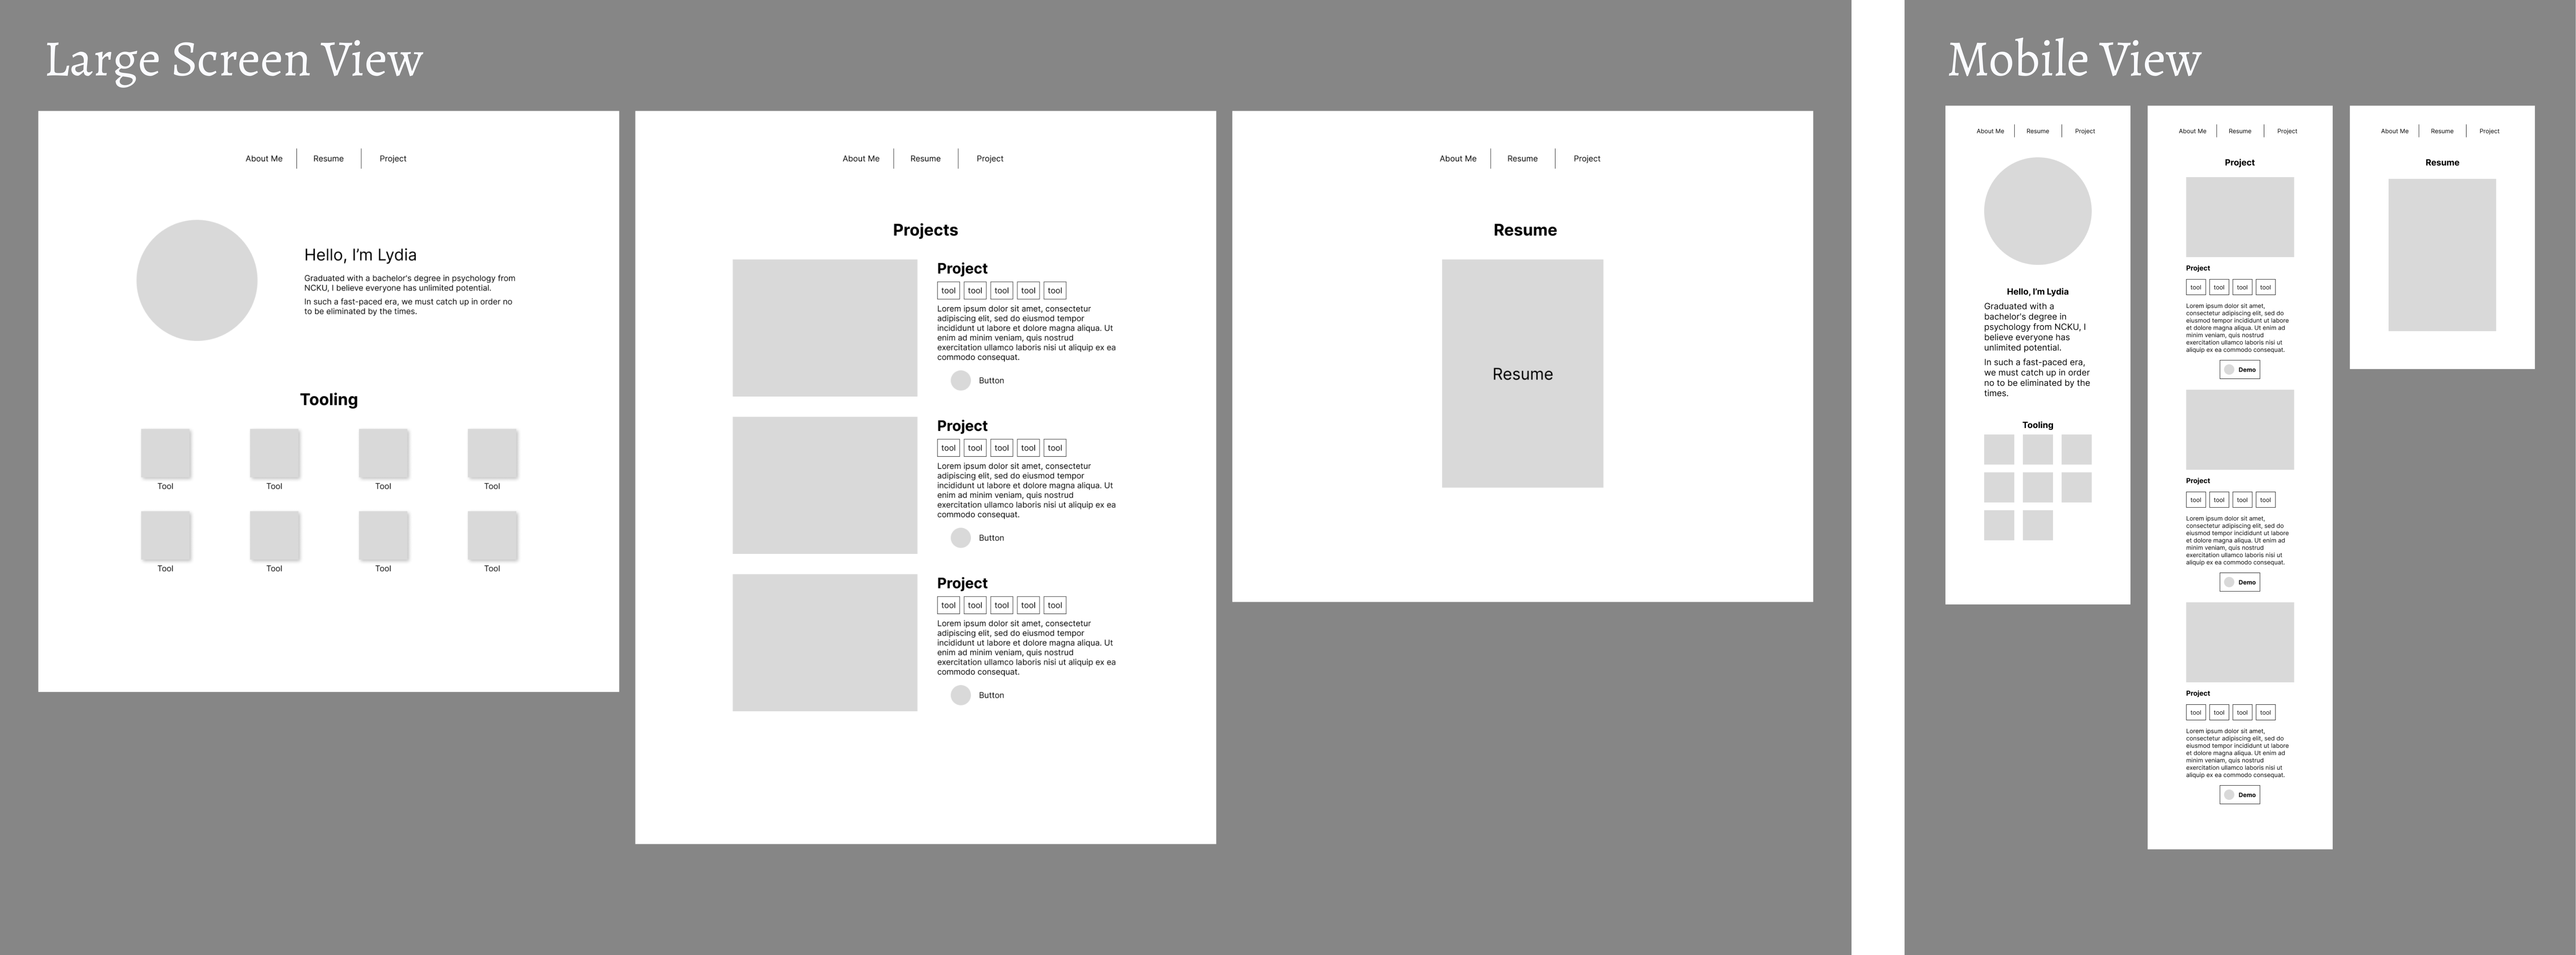 Large Screen View
About Me
Resume
Project
Hello, I'm Lydia
Graduated with a bachelor's degree in psychology from
NCKU, I believe everyone has unlimited potential.
In such a fast-paced era, we must catch up in order no
to be eliminated by the times.
Tooling
Tool
Tool
Tool
Tool
Tool
Tool
Tool
Tool
About Me
Resume
Project
Projects
Project
tool
tool
tool
tool
tool
Lorem ipsum dolor sit amet, consectetur
adipiscing elit, sed do eiusmod tempor
incididunt ut labore et dolore magna aliqua. Ut
enim ad minim veniam, quis nostrud
exercitation ullamco laboris nisi ut aliquip ex ea
commodo consequat.
Button
Project
tool
tool
tool
tool
tool
Lorem ipsum dolor sit amet, consectetur
adipiscing elit, sed do eiusmod tempor
incididunt ut labore et dolore magna aliqua. Ut
enim ad minim veniam, quis nostrud
exercitation ullamco laboris nisi ut aliquip ex ea
commodo consequat.
Button
Project
tool
tool
tool
tool
tool
Lorem ipsum dolor sit amet, consectetur
adipiscing elit, sed do eiusmod tempor
incididunt ut labore et dolore magna aliqua. Ut
enim ad minim veniam, quis nostrud
exercitation ullamco laboris nisi ut aliquip ex ea
commodo consequat.
Button
About Me
Resume
Project
Resume
Resume
Mobile View
About Me
Resume
Project
Hello, I'm Lydia
Graduated with a
bachelor's degree in
psychology from NCKU, I
believe everyone has
unlimited potential.
In such a fast-paced era,
we must catch up in order
no to be eliminated by the
times.
Tooling
About Me
Resume
Project
Project
Project
tool
tool
tool
tool
Lorem ipsum dolor sit amet,
consectetur adipiscing elit, sed do
eiusmod tempor incididunt ut labore
et dolore magna aliqua. Ut enim ad
minim veniam, quis nostrud
exercitation ullamco laboris nisi ut
aliquip ex ea commodo consequat.
Demo
Project
tool
tool
tool
tool
Lorem ipsum dolor sit amet,
consectetur adipiscing elit, sed do
eiusmod tempor incididunt ut labore
et dolore magna aliqua. Ut enim ad
minim veniam, quis nostrud
exercitation ullamco laboris nisi ut
aliquip ex ea commodo consequat.
Demo
Project
tool
tool
tool
tool
Lorem ipsum dolor sit amet,
consectetur adipiscing elit, sed do
eiusmod tempor incididunt ut labore
et dolore magna aliqua. Ut enim ad
minim veniam, quis nostrud
exercitation ullamco laboris nisi ut
aliquip ex ea commodo consequat.
Demo
About Me
Resume
Project
Resume